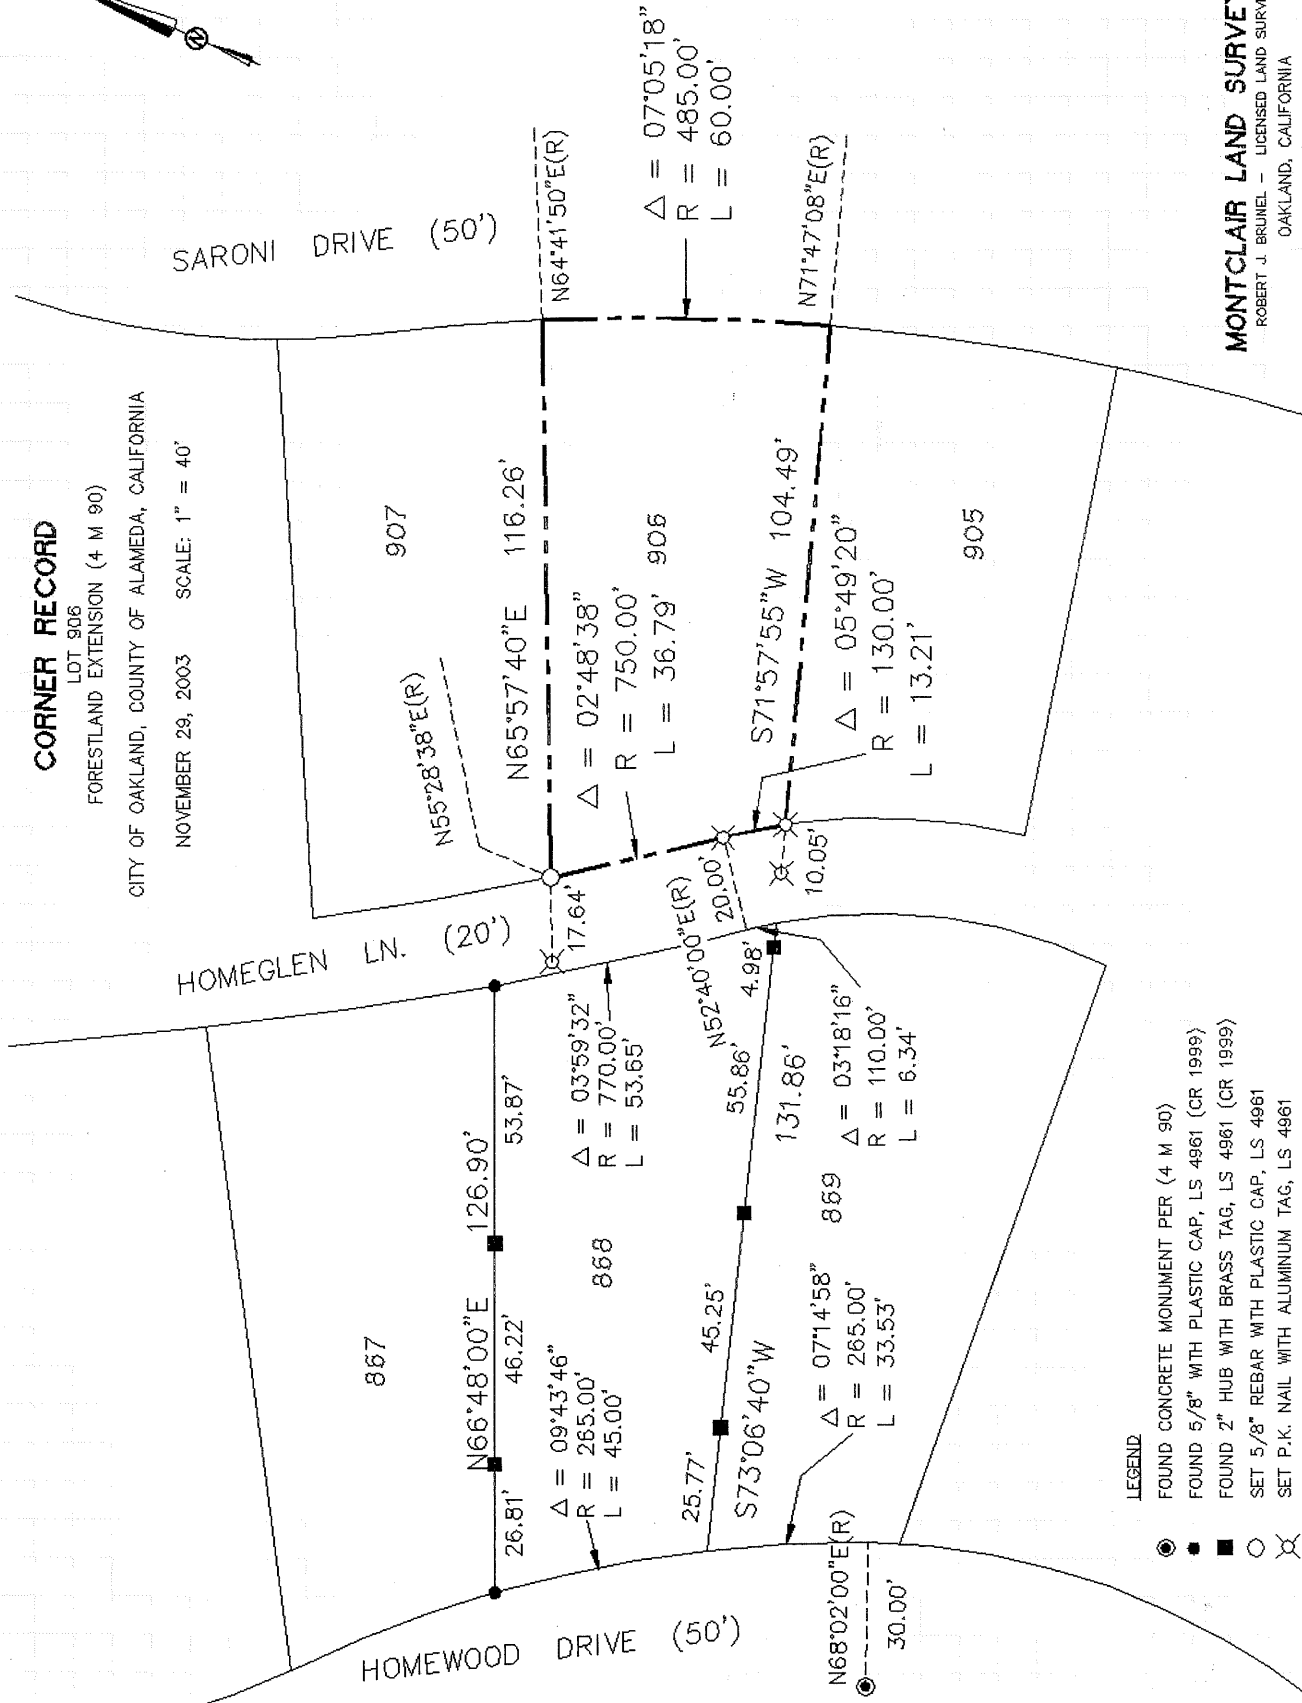 CORNER RECORD
LOT 906
FORESTLAND EXTENSION (4 M 90)
CITY OF OAKLAND, COUNTY OF ALAMEDA, CALIFORNIA
NOVEMBER 29, 2003 SCALE: 1" = 40'
N
SARONI DRIVE (50')
N64°41'50"E(R)
Δ = 07°05'18"
R = 485.00'
L = 60.00'
N71°47'08"E(R)
907
N65°57'40"E 116.26'
N55°28'38"E(R)
Δ = 02°48'38"
R = 750.00'
L = 36.79'
906
S71°57'55"W 104.49'
Δ = 05°49'20"
R = 130.00'
L = 13.21'
905
HOMEGLEN LN. (20')
17.64'
N52°40'00"E(R)
20.00'
10.05'
867
N66°48'00"E 126.90'
26.81'
46.22'
53.87'
Δ = 03°59'32"
R = 770.00'
L = 53.65'
868
Δ = 09°43'46"
R = 265.00'
L = 45.00'
25.77'
45.25'
55.86'
4.98'
S73°06'40"W
131.86'
Δ = 03°18'16"
R = 110.00'
L = 6.34'
869
Δ = 07°14'58"
R = 265.00'
L = 33.53'
HOMEWOOD DRIVE (50')
N68°02'00"E(R)
30.00'
LEGEND
FOUND CONCRETE MONUMENT PER (4 M 90)
FOUND 5/8" WITH PLASTIC CAP, LS 4961 (CR 1999)
FOUND 2" HUB WITH BRASS TAG, LS 4961 (CR 1999)
SET 5/8" REBAR WITH PLASTIC CAP, LS 4961
SET P.K. NAIL WITH ALUMINUM TAG, LS 4961
MONTCLAIR LAND SURVEY
ROBERT J. BRUNEL - LICENSED LAND SURV
OAKLAND, CALIFORNIA